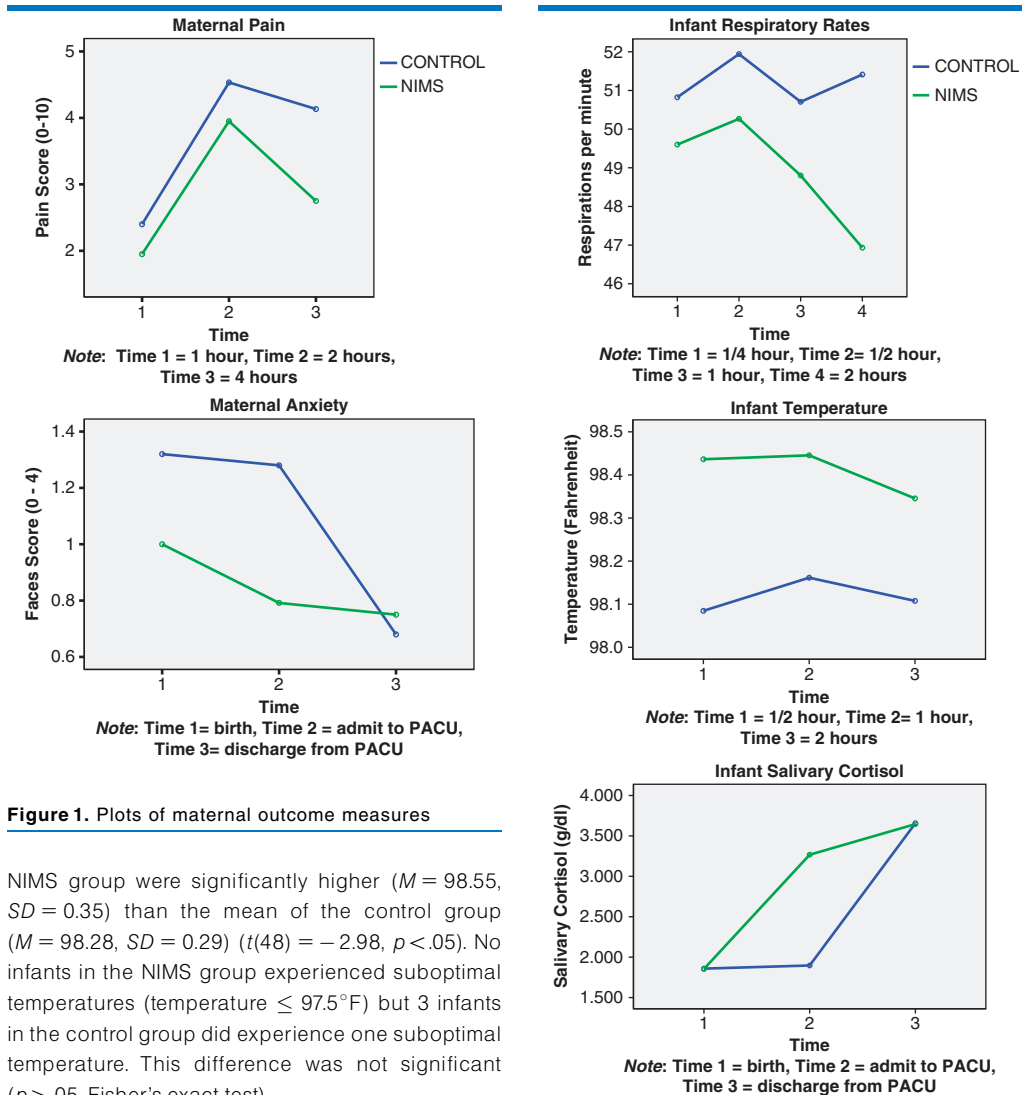 Maternal Pain
5
4
3
2
Pain Score (0-10)
CONTROL
NIMS
1 2 3
Time
Note: Time 1 = 1 hour, Time 2 = 2 hours,
Time 3 = 4 hours
Maternal Anxiety
1.4
1.2
1
0.8
0.6
Faces Score (0 - 4)
1 2 3
Time
Note: Time 1= birth, Time 2 = admit to PACU,
Time 3= discharge from PACU
Figure 1. Plots of maternal outcome measures
NIMS group were significantly higher (M = 98.55,
SD = 0.35) than the mean of the control group
(M = 98.28, SD = 0.29) (t(48) = − 2.98, p <.05). No
infants in the NIMS group experienced suboptimal
temperatures (temperature ≤ 97.5°F) but 3 infants
in the control group did experience one suboptimal
temperature. This difference was not significant
(p > .05, Fisher's exact test)
Infant Respiratory Rates
52
51
50
49
48
47
46
Respirations per minute
CONTROL
NIMS
1 2 3 4
Time
Note: Time 1 = 1/4 hour, Time 2= 1/2 hour,
Time 3 = 1 hour, Time 4 = 2 hours
Infant Temperature
98.5
98.4
98.3
98.2
98.1
98.0
Temperature (Fahrenheit)
1 2 3
Time
Note: Time 1 = 1/2 hour, Time 2= 1 hour,
Time 3 = 2 hours
Infant Salivary Cortisol
4.000
3.500
3.000
2.500
2.000
1.500
Salivary Cortisol (g/dl)
1 2 3
Time
Note: Time 1 = birth, Time 2 = admit to PACU,
Time 3 = discharge from PACU